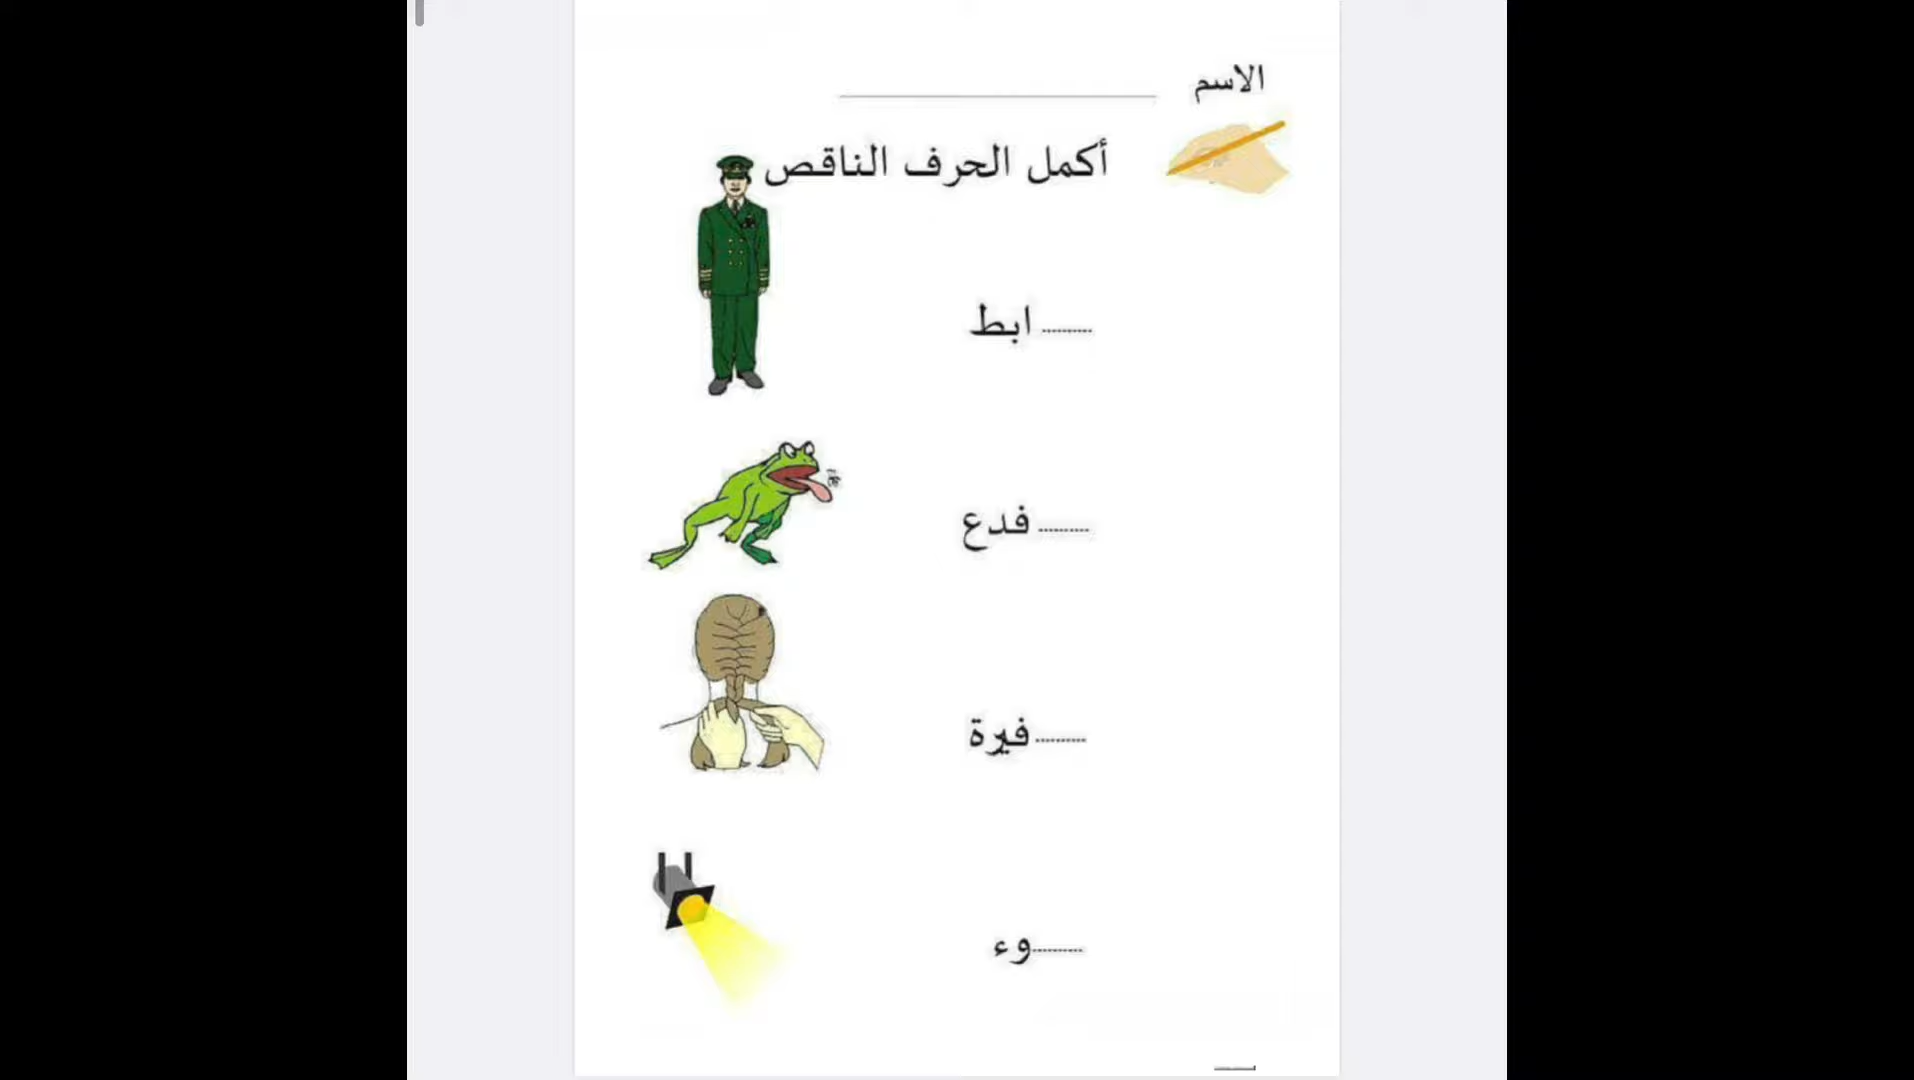 الاسم
أكمل الحرف الناقص
.......... ابط
.......... فدع
..........فيرة
..........وء